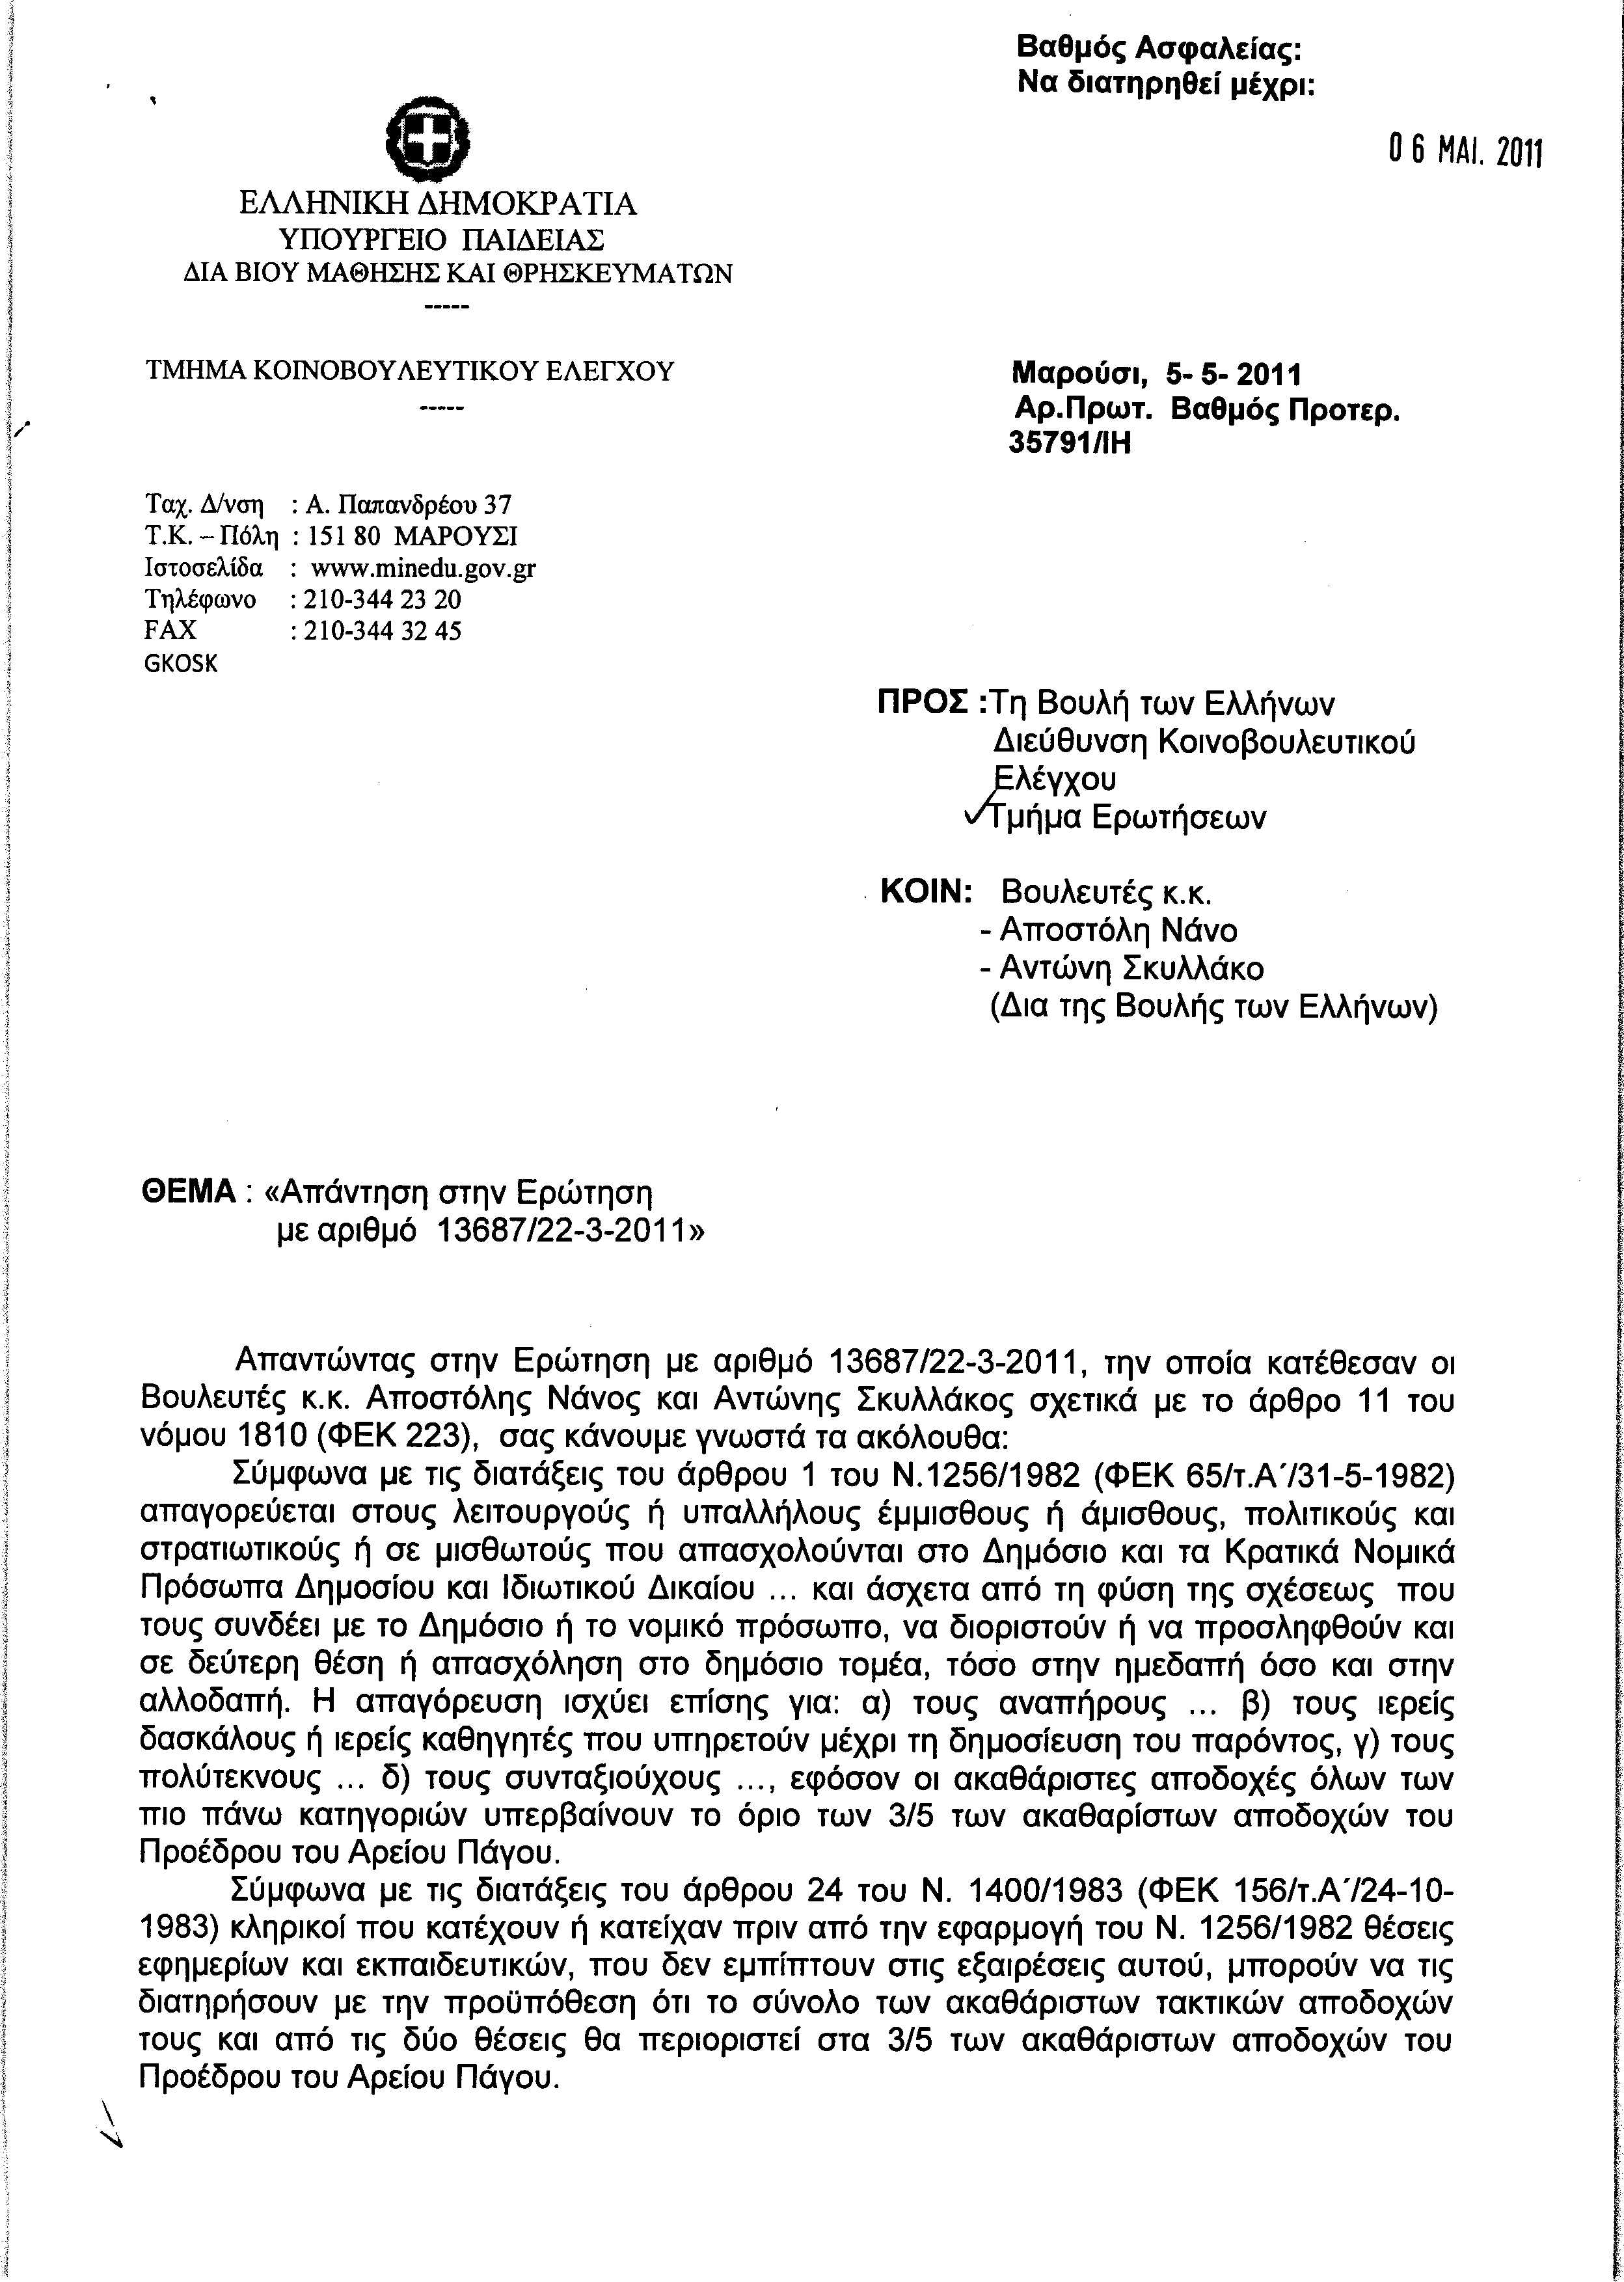 Βαθμός Ασφαλείας:
Να διατηρηθεί μέχρι:
06 ΜΑΙ. 2011
ΕΛΛΗΝΙΚΗ ΔΗΜΟΚΡΑΤΙΑ
ΥΠΟΥΡΓΕΙΟ ΠΑΙΔΕΙΑΣ
ΔΙΑ ΒΙΟΥ ΜΑΘΗΣΗΣ ΚΑΙ ΘΡΗΣΚΕΥΜΑΤΩΝ
-----
ΤΜΗΜΑ ΚΟΙΝΟΒΟΥΛΕΥΤΙΚΟΥ ΕΛΕΓΧΟΥ
-----
Μαρούσι, 5- 5- 2011
Αρ.Πρωτ. Βαθμός Προτερ.
35791/ΙΗ
Ταχ. Δ/νση : Α. Παπανδρέου 37
Τ.Κ. – Πόλη : 151 80 ΜΑΡΟΥΣΙ
Ιστοσελίδα : www.minedu.gov.gr
Τηλέφωνο : 210-344 23 20
FAX : 210-344 32 45
GKOSK
ΠΡΟΣ :Τη Βουλή των Ελλήνων
Διεύθυνση Κοινοβουλευτικού
Ελέγχου
Τμήμα Ερωτήσεων
ΚΟΙΝ: Βουλευτές κ.κ.
- Αποστόλη Νάνο
- Αντώνη Σκυλλάκο
(Δια της Βουλής των Ελλήνων)
ΘΕΜΑ : «Απάντηση στην Ερώτηση
με αριθμό 13687/22-3-2011»
Απαντώντας στην Ερώτηση με αριθμό 13687/22-3-2011, την οποία κατέθεσαν οι
Βουλευτές κ.κ. Αποστόλης Νάνος και Αντώνης Σκυλλάκος σχετικά με το άρθρο 11 του
νόμου 1810 (ΦΕΚ 223), σας κάνουμε γνωστά τα ακόλουθα:
Σύμφωνα με τις διατάξεις του άρθρου 1 του Ν.1256/1982 (ΦΕΚ 65/τ.Α΄/31-5-1982)
απαγορεύεται στους λειτουργούς ή υπαλλήλους έμμισθους ή άμισθους, πολιτικούς και
στρατιωτικούς ή σε μισθωτούς που απασχολούνται στο Δημόσιο και τα Κρατικά Νομικά
Πρόσωπα Δημοσίου και Ιδιωτικού Δικαίου ... και άσχετα από τη φύση της σχέσεως που
τους συνδέει με το Δημόσιο ή το νομικό πρόσωπο, να διοριστούν ή να προσληφθούν και
σε δεύτερη θέση ή απασχόληση στο δημόσιο τομέα, τόσο στην ημεδαπή όσο και στην
αλλοδαπή. Η απαγόρευση ισχύει επίσης για: α) τους αναπήρους ... β) τους ιερείς
δασκάλους ή ιερείς καθηγητές που υπηρετούν μέχρι τη δημοσίευση του παρόντος, γ) τους
πολύτεκνους ... δ) τους συνταξιούχους ..., εφόσον οι ακαθάριστες αποδοχές όλων των
πιο πάνω κατηγοριών υπερβαίνουν το όριο των 3/5 των ακαθαρίστων αποδοχών του
Προέδρου του Αρείου Πάγου.
Σύμφωνα με τις διατάξεις του άρθρου 24 του Ν. 1400/1983 (ΦΕΚ 156/τ.Α΄/24-10-
1983) κληρικοί που κατέχουν ή κατείχαν πριν από την εφαρμογή του Ν. 1256/1982 θέσεις
εφημερίων και εκπαιδευτικών, που δεν εμπίπτουν στις εξαιρέσεις αυτού, μπορούν να τις
διατηρήσουν με την προϋπόθεση ότι το σύνολο των ακαθάριστων τακτικών αποδοχών
τους και από τις δύο θέσεις θα περιοριστεί στα 3/5 των ακαθάριστων αποδοχών του
Προέδρου του Αρείου Πάγου.